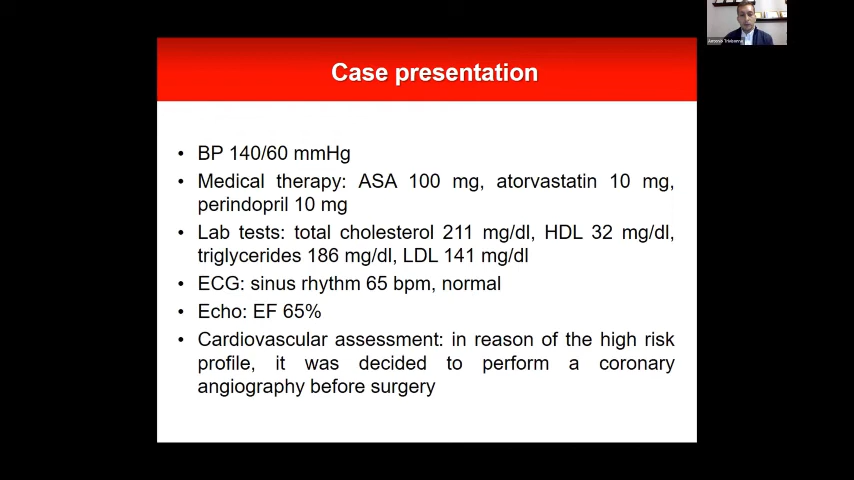 Case presentation
• BP 140/60 mmHg
• Medical therapy: ASA 100 mg, atorvastatin 10 mg,
perindopril 10 mg
• Lab tests: total cholesterol 211 mg/dl, HDL 32 mg/dl,
triglycerides 186 mg/dl, LDL 141 mg/dl
• ECG: sinus rhythm 65 bpm, normal
• Echo: EF 65%
• Cardiovascular assessment: in reason of the high risk
profile, it was decided to perform a coronary
angiography before surgery